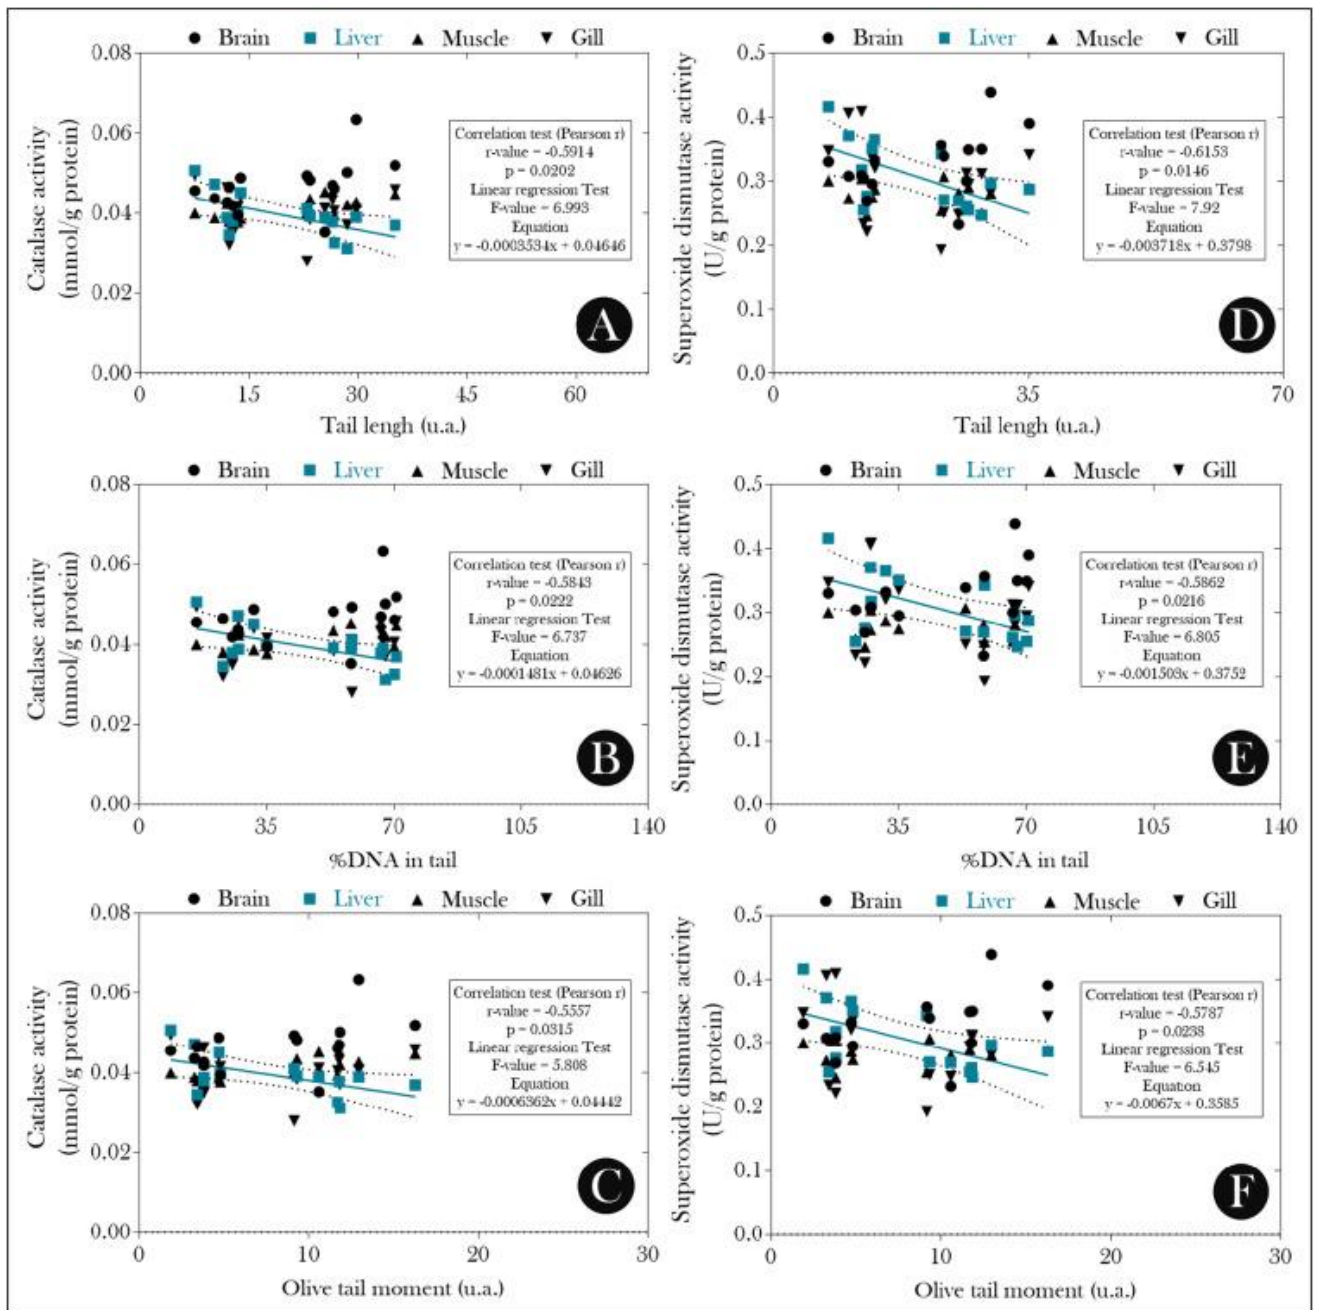 Brain Liver Muscle Gill
Catalase activity
(mmol/g protein)
0.08
0.06
0.04
0.02
0.00
Correlation test (Pearson r)
r-value = -0.5914
p = 0.0202
Linear regression Test
F-value = 6.993
Equation
y = -0.0003534x + 0.04646
A
0 15 30 45 60
Tail lengh (u.a.)
Brain Liver Muscle Gill
Superoxide dismutase activity
(U/g protein)
0.5
0.4
0.3
0.2
0.1
0.0
Correlation test (Pearson r)
r-value = -0.6153
p = 0.0146
Linear regression Test
F-value = 7.92
Equation
y = -0.003718x + 0.3798
D
0 35 70
Tail lengh (u.a.)
Brain Liver Muscle Gill
Catalase activity
(mmol/g protein)
0.08
0.06
0.04
0.02
0.00
Correlation test (Pearson r)
r-value = -0.5843
p = 0.0222
Linear regression Test
F-value = 6.737
Equation
y = -0.0001481x + 0.04626
B
0 35 70 105 140
%DNA in tail
Brain Liver Muscle Gill
Superoxide dismutase activity
(U/g protein)
0.5
0.4
0.3
0.2
0.1
0.0
Correlation test (Pearson r)
r-value = -0.5862
p = 0.0216
Linear regression Test
F-value = 6.805
Equation
y = -0.001503x + 0.3752
E
0 35 70 105 140
%DNA in tail
Brain Liver Muscle Gill
Catalase activity
(mmol/g protein)
0.08
0.06
0.04
0.02
0.00
Correlation test (Pearson r)
r-value = -0.5557
p = 0.0315
Linear regression Test
F-value = 5.808
Equation
y = -0.0006362x + 0.04442
C
0 10 20 30
Olive tail moment (u.a.)
Brain Liver Muscle Gill
Superoxide dismutase activity
(U/g protein)
0.5
0.4
0.3
0.2
0.1
0.0
Correlation test (Pearson r)
r-value = -0.5787
p = 0.0238
Linear regression Test
F-value = 6.545
Equation
y = -0.0067x + 0.3585
F
0 10 20 30
Olive tail moment (u.a.)